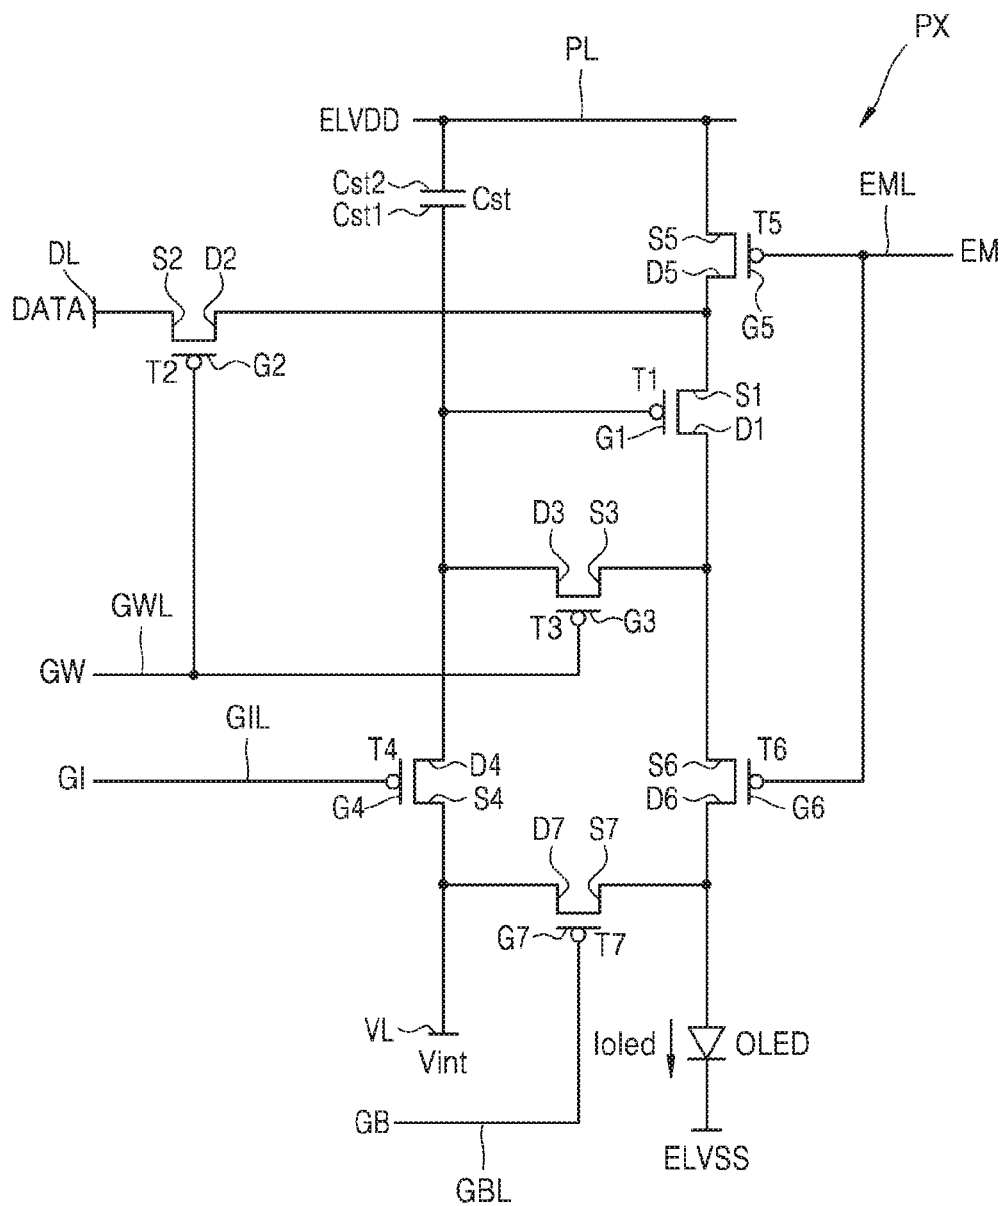 PX
PL
ELVDD
Cst2
Cst1
Cst
EML
T5
S5
D5
G5
EM
DL
S2
D2
DATA
T2
G2
T1
S1
G1
D1
D3
S3
GWL
T3
G3
GW
GIL
T4
D4
S6
T6
GI
G4
S4
D6
G6
D7
S7
G7
T7
VL
Vint
Ioled
OLED
GB
ELVSS
GBL